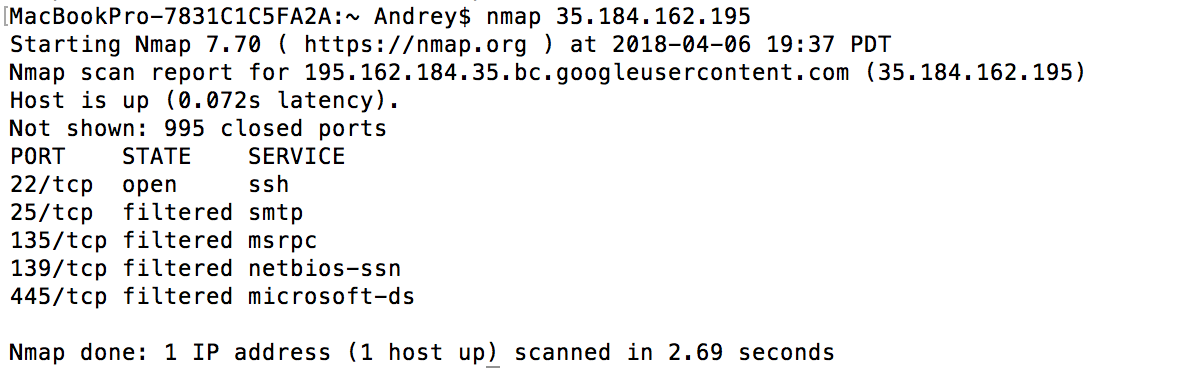 [MacBookPro-7831C1C5FA2A:~ Andrey$ nmap 35.184.162.195
Starting Nmap 7.70 ( https://nmap.org ) at 2018-04-06 19:37 PDT
Nmap scan report for 195.162.184.35.bc.googleusercontent.com (35.184.162.195)
Host is up (0.072s latency).
Not shown: 995 closed ports
PORT    STATE    SERVICE
22/tcp  open     ssh
25/tcp  filtered smtp
135/tcp filtered msrpc
139/tcp filtered netbios-ssn
445/tcp filtered microsoft-ds

Nmap done: 1 IP address (1 host up) scanned in 2.69 seconds